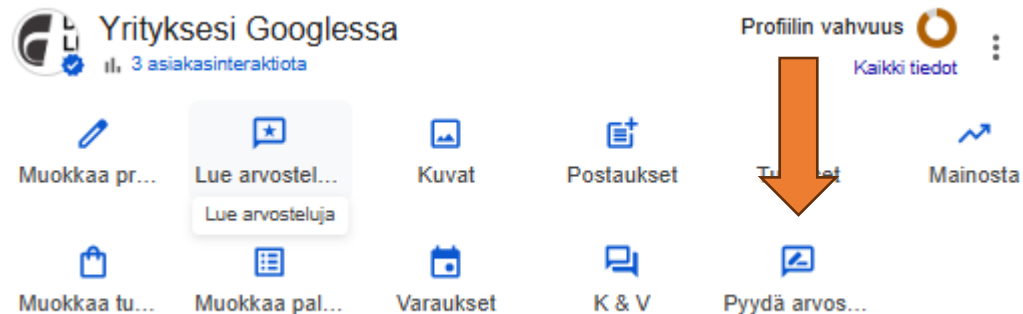 Yrityksesi Googlessa
3 asiakasinteraktiota
Profiilin vahvuus
Kaikki tiedot
Muokkaa pr...
Lue arvostel...
Kuvat
Postaukset
Mainosta
Lue arvosteluja
Muokkaa tu...
Muokkaa pal...
Varaukset
K & V
Pyydä arvos...